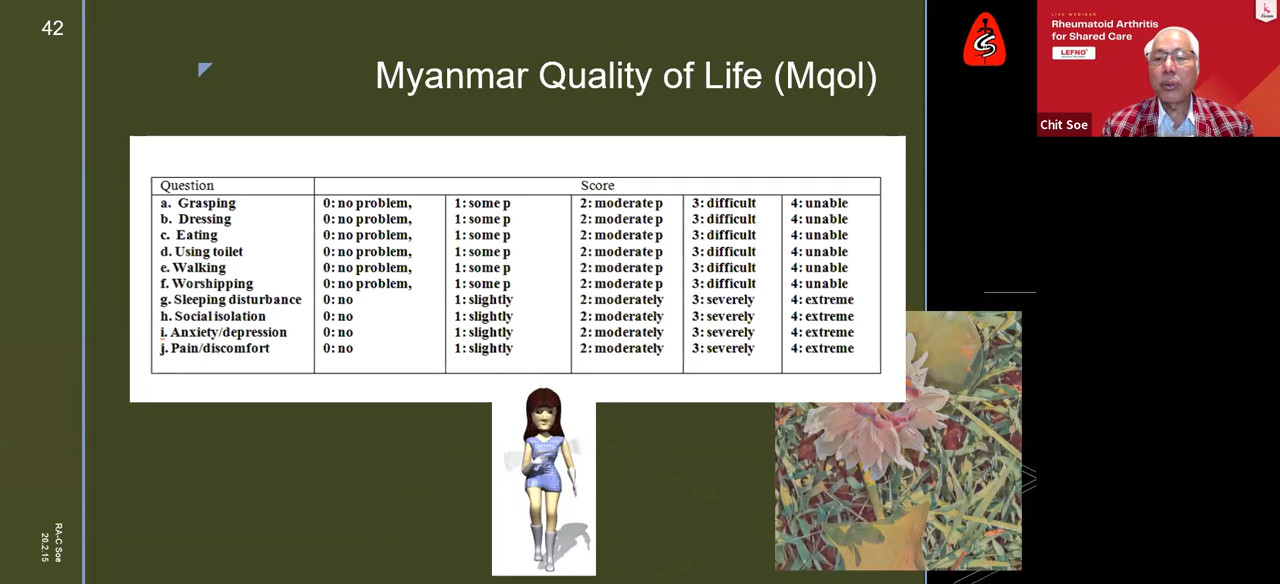 42
Myanmar Quality of Life (Mqol)
Question Score
a. Grasping 0: no problem, 1: some p 2: moderate p 3: difficult 4: unable
b. Dressing 0: no problem, 1: some p 2: moderate p 3: difficult 4: unable
c. Eating 0: no problem, 1: some p 2: moderate p 3: difficult 4: unable
d. Using toilet 0: no problem, 1: some p 2: moderate p 3: difficult 4: unable
e. Walking 0: no problem, 1: some p 2: moderate p 3: difficult 4: unable
f. Worshipping 0: no problem, 1: some p 2: moderate p 3: difficult 4: unable
g. Sleeping disturbance 0: no 1: slightly 2: moderately 3: severely 4: extreme
h. Social isolation 0: no 1: slightly 2: moderately 3: severely 4: extreme
i. Anxiety/depression 0: no 1: slightly 2: moderately 3: severely 4: extreme
j. Pain/discomfort 0: no 1: slightly 2: moderately 3: severely 4: extreme
RA-C Soe
20.2.15
LIVE WEBINAR
Rheumatoid Arthritis
for Shared Care
LEFNO
Chit Soe